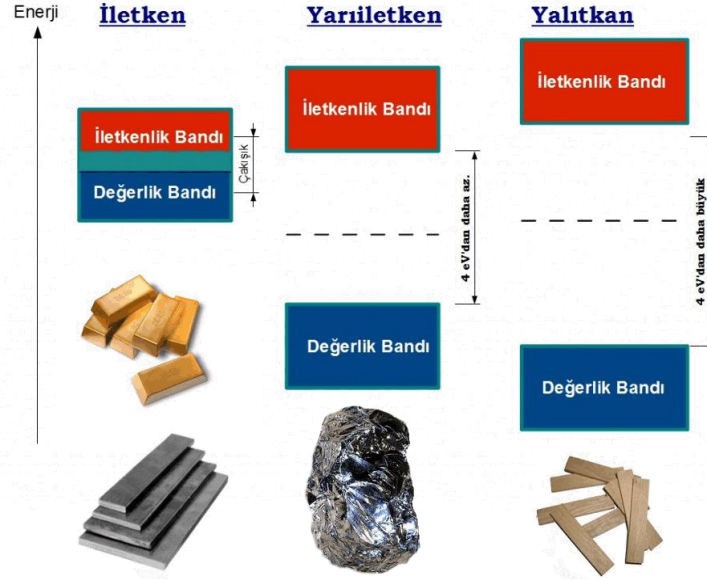 Enerji
İletken
Yarıiletken
Yalıtkan
İletkenlik Bandı
Değerlik Bandı
Çakışık
İletkenlik Bandı
Değerlik Bandı
4 eV'dan daha az.
İletkenlik Bandı
Değerlik Bandı
4 eV'dan daha büyük